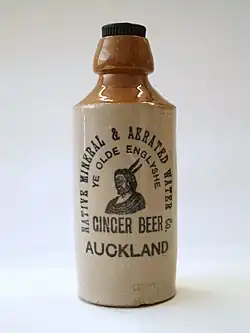 NATIVE MINERAL & AERATED WATER Co.
YE OLDE ENGLYSHE
GINGER BEER
AUCKLAND